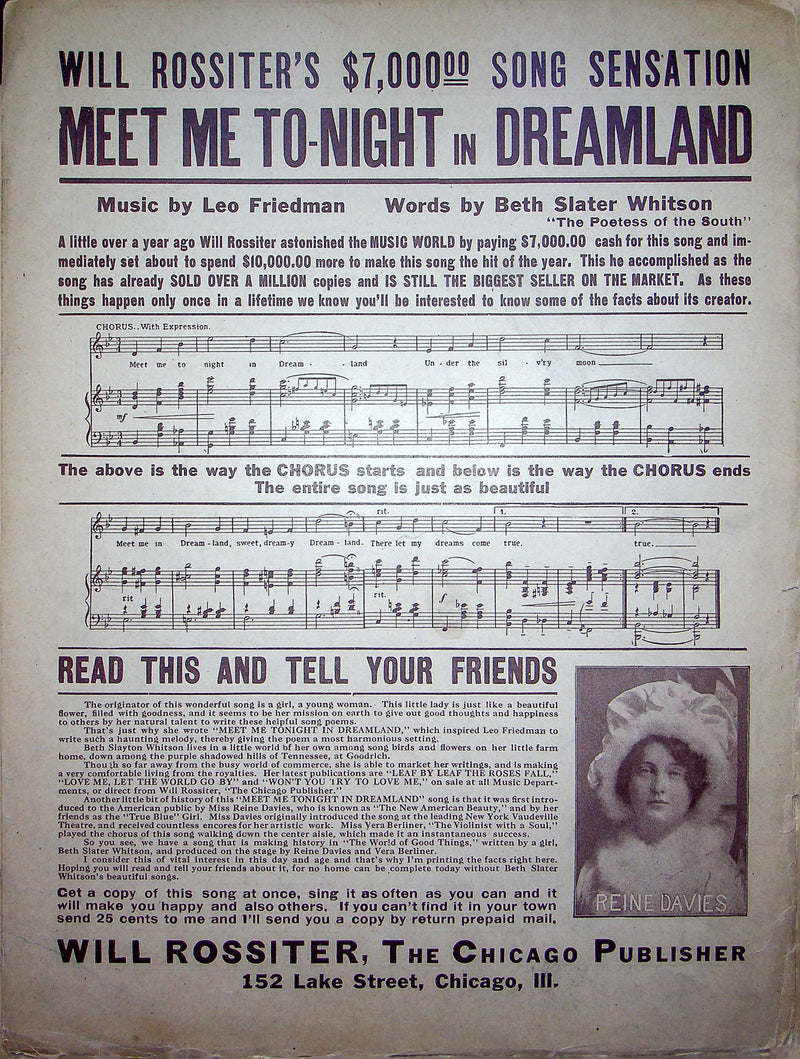 WILL ROSSITER'S $7,000.00 SONG SENSATION
MEET ME TO-NIGHT IN DREAMLAND
Music by Leo Friedman Words by Beth Slater Whitson
"The Poetess of the South"
A little over a year ago Will Rossiter astonished the MUSIC WORLD by paying $7,000.00 cash for this song and im-
mediately set about to spend $10,000.00 more to make this song the hit of the year. This he accomplished as the
song has already SOLD OVER A MILLION copies and IS STILL THE BIGGEST SELLER ON THE MARKET. As these
things happen only once in a lifetime we know you'll be interested to know some of the facts about its creator.
CHORUS..With Expression.
Meet me to night in Dream - - land Un - der the sil - v'ry moon
mf
The above is the way the CHORUS starts and below is the way the CHORUS ends
The entire song is just as beautiful
rit. 1. 2.
Meet me in Dream - land, sweet, dream-y Dream - land. There let my dreams come true. true.
rit rit. f
READ THIS AND TELL YOUR FRIENDS
The originator of this wonderful song is a girl, a young woman. This little lady is just like a beautiful
flower, filled with goodness, and it seems to be her mission on earth to give out good thoughts and happiness
to others by her natural talent to write these helpful song poems.
That's just why she wrote "MEET ME TONIGHT IN DREAMLAND," which inspired Leo Friedman to
write such a haunting melody, thereby giving the poem a most harmonious setting.
Beth Slayton Whitson lives in a little world of her own among song birds and flowers on her little farm
home, down among the purple shadowed hills of Tennessee, at Goodrich.
Though so far away from the busy world of commerce, she is able to market her writings, and is making
a very comfortable living from the royalties. Her latest publications are "LEAF BY LEAF THE ROSES FALL,"
"LOVE ME, LET THE WORLD GO BY" and "WON'T YOU TRY TO LOVE ME," on sale at all Music Depart-
ments, or direct from Will Rossiter, "The Chicago Publisher."
Another little bit of history of this "MEET ME TONIGHT IN DREAMLAND" song is that it was first intro-
duced to the American public by Miss Reine Davies, who is known as "The New American Beauty," and by her
friends as the "True Blue" Girl. Miss Davies originally introduced the song at the leading New York Vaudeville
Theatre, and received countless encores for her artistic work. Miss Vera Berliner, "The Violinist with a Soul,"
played the chorus of this song walking down the center aisle, which made it an instantaneous success.
So you see, we have a song that is making history in "The World of Good Things," written by a girl,
Beth Slater Whitson, and produced on the stage by Reine Davies and Vera Berliner.
I consider this of vital interest in this day and age and that's why I'm printing the facts right here.
Hoping you will read and tell your friends about it, for no home can be complete today without Beth Slater
Whitson's beautiful songs.
Get a copy of this song at once, sing it as often as you can and it
will make you happy and also others. If you can't find it in your town
send 25 cents to me and I'll send you a copy by return prepaid mail.
REINE DAVIES
WILL ROSSITER, THE CHICAGO PUBLISHER
152 Lake Street, Chicago, Ill.